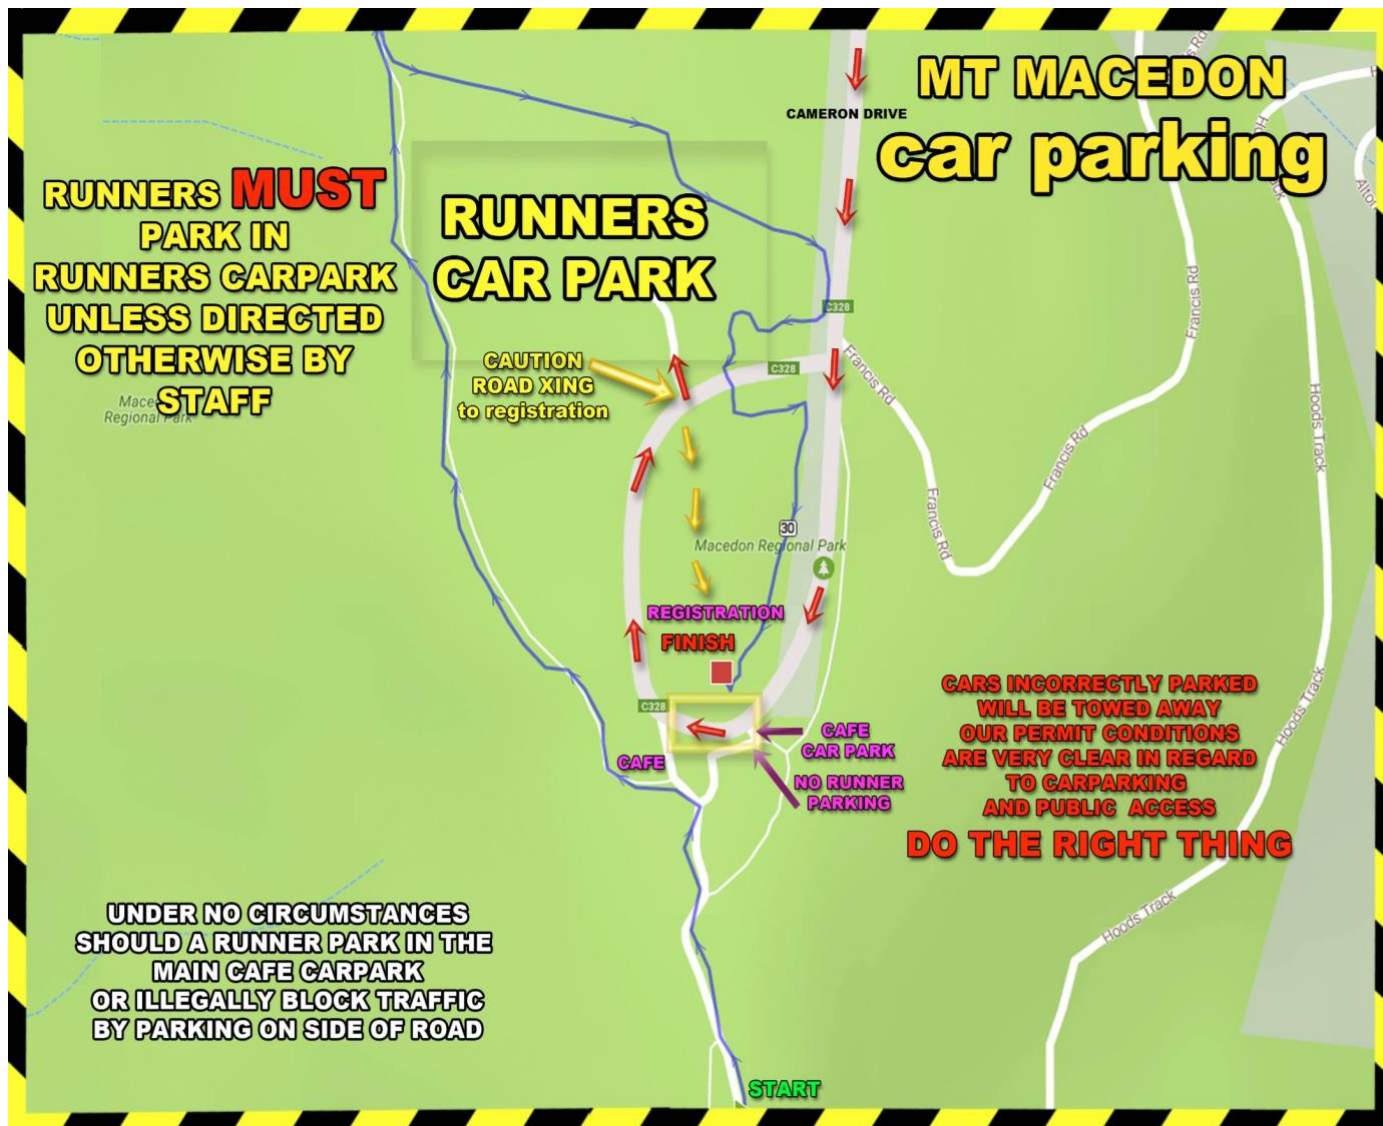 MT MACEDON
car parking
CAMERON DRIVE
RUNNERS MUST
PARK IN
RUNNERS CARPARK
UNLESS DIRECTED
OTHERWISE BY
STAFF
RUNNERS
CAR PARK
CAUTION
ROAD XING
to registration
Regional Park
C328
C328
C328
Francis Rd
Francis Rd
Francis Rd
Francis Rd
Hoods Track
Hoods Track
Hoods Track
30
Macedon Regional Park
REGISTRATION
FINISH
CAFE
CAFE
CAR PARK
NO RUNNER
PARKING
CARS INCORRECTLY PARKED
WILL BE TOWED AWAY
OUR PERMIT CONDITIONS
ARE VERY CLEAR IN REGARD
TO CARPARKING
AND PUBLIC ACCESS
DO THE RIGHT THING
UNDER NO CIRCUMSTANCES
SHOULD A RUNNER PARK IN THE
MAIN CAFE CARPARK
OR ILLEGALLY BLOCK TRAFFIC
BY PARKING ON SIDE OF ROAD
START